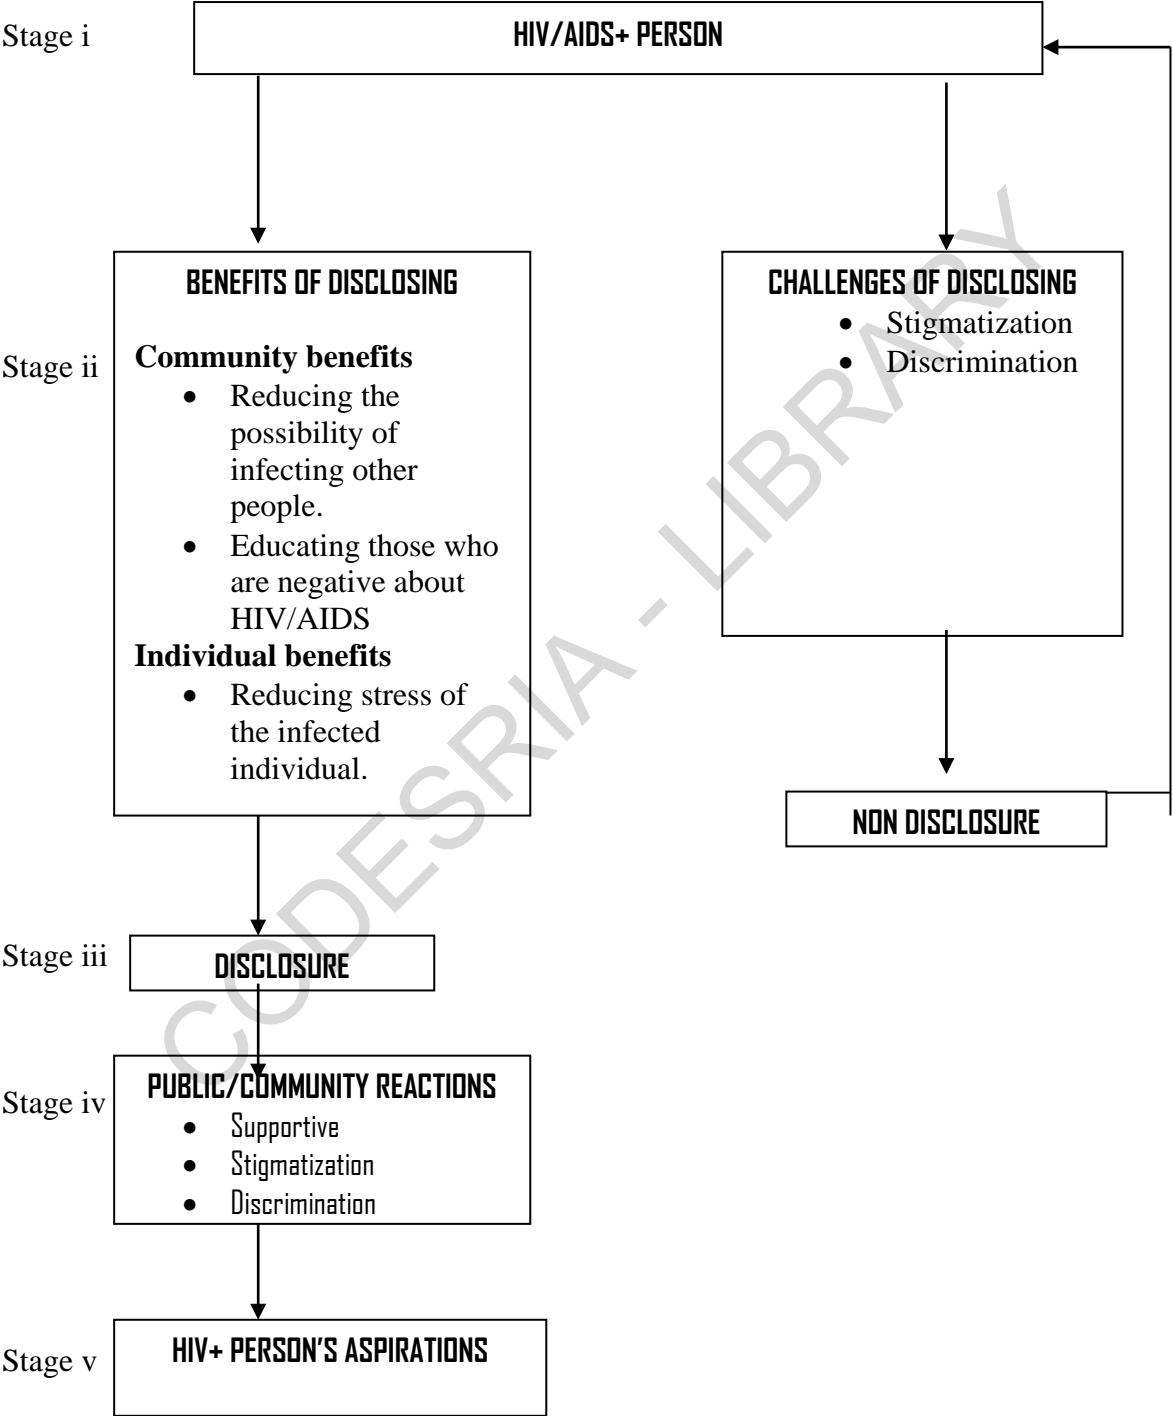 Stage i
HIV/AIDS+ PERSON
Stage ii
BENEFITS OF DISCLOSING
Community benefits
• Reducing the
possibility of
infecting other
people.
• Educating those who
are negative about
HIV/AIDS
Individual benefits
• Reducing stress of
the infected
individual.
CHALLENGES OF DISCLOSING
• Stigmatization
• Discrimination
NON DISCLOSURE
Stage iii
DISCLOSURE
Stage iv
PUBLIC/COMMUNITY REACTIONS
• Supportive
• Stigmatization
• Discrimination
Stage v
HIV+ PERSON'S ASPIRATIONS
CODESRIA - LIBRARY